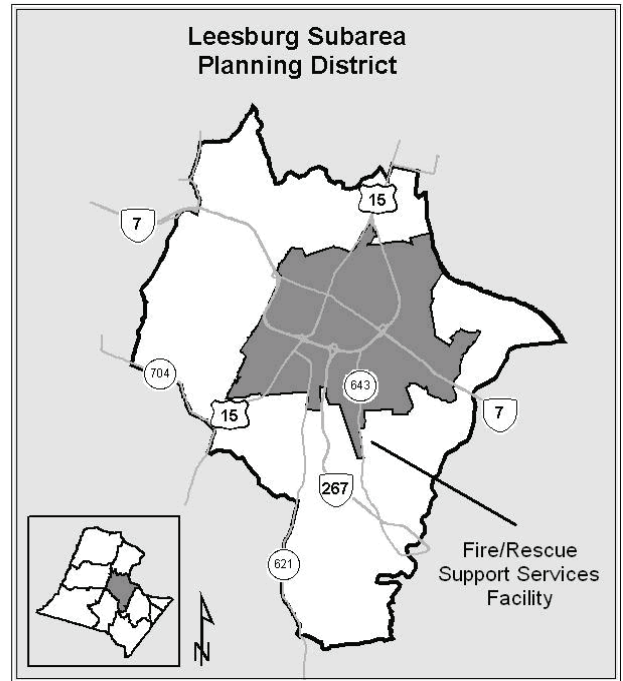 Leesburg Subarea
Planning District
15
7
704
643
15
7
267
621
Fire/Rescue
Support Services
Facility
N